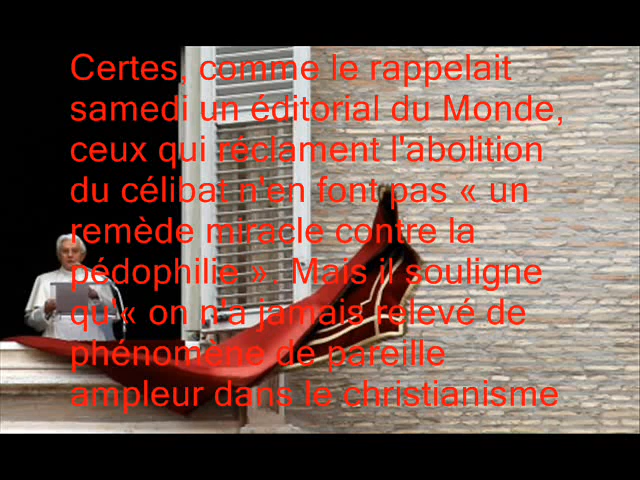 Certes, comme le rappelait
samedi un éditorial du Monde,
ceux qui réclament l'abolition
du célibat n'en font pas « un
remède miracle contre la
pédophilie ». Mais il souligne
qu'« on n'a jamais relevé de
phénomène de pareille
ampleur dans le christianisme